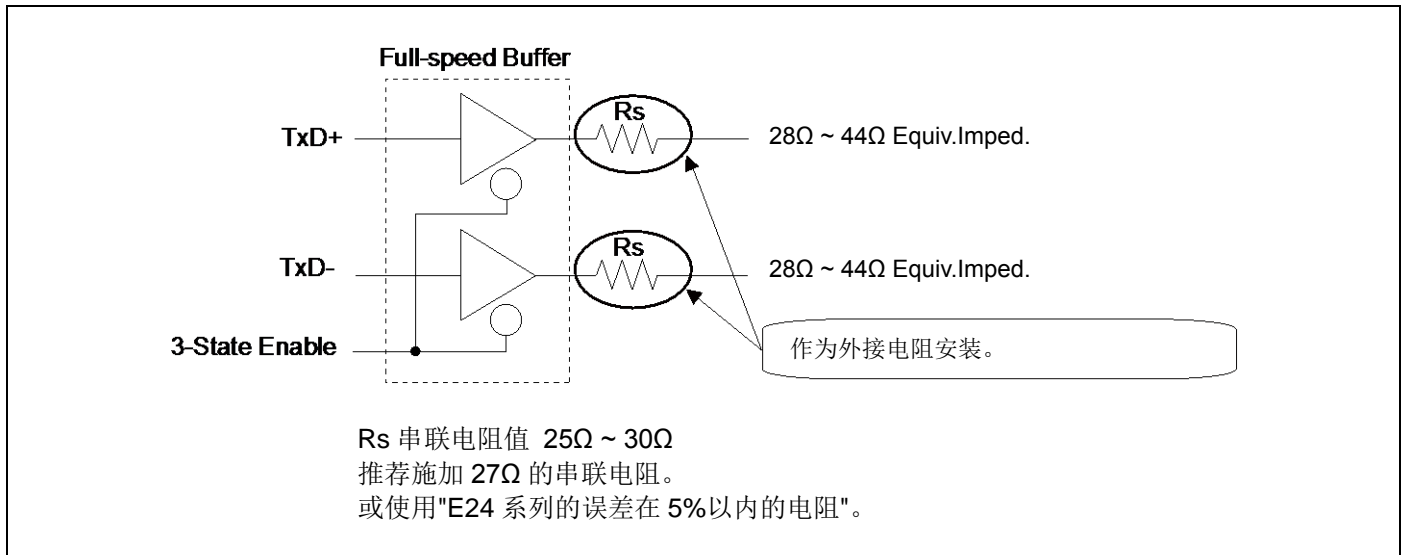 Full-speed Buffer
Rs
TxD+
28Ω ~ 44Ω Equiv.Imped.
Rs
TxD-
28Ω ~ 44Ω Equiv.Imped.
3-State Enable
作为外接电阻安装。
Rs 串联电阻值 25Ω ~ 30Ω
推荐施加 27Ω 的串联电阻。
或使用"E24 系列的误差在 5%以内的电阻"。